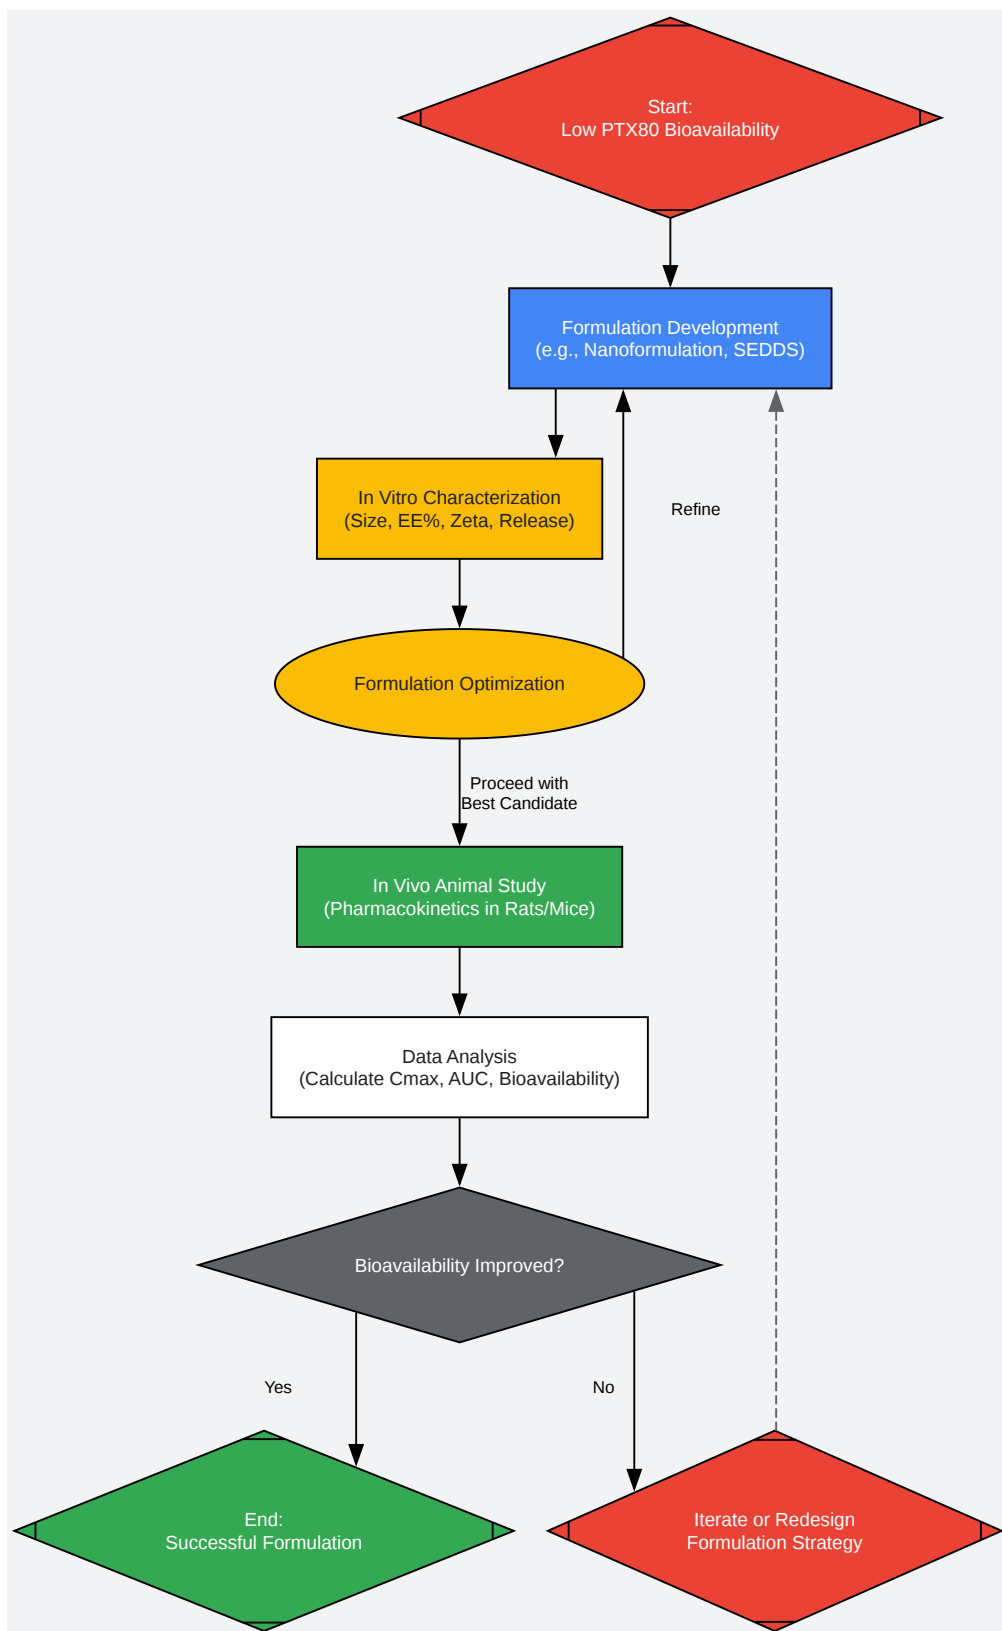 Start:
Low PTX80 Bioavailability
Formulation Development
(e.g., Nanoformulation, SEDDS)
In Vitro Characterization
(Size, EE%, Zeta, Release)
Refine
Formulation Optimization
Proceed with
Best Candidate
In Vivo Animal Study
(Pharmacokinetics in Rats/Mice)
Data Analysis
(Calculate Cmax, AUC, Bioavailability)
Bioavailability Improved?
Yes
No
End:
Successful Formulation
Iterate or Redesign
Formulation Strategy